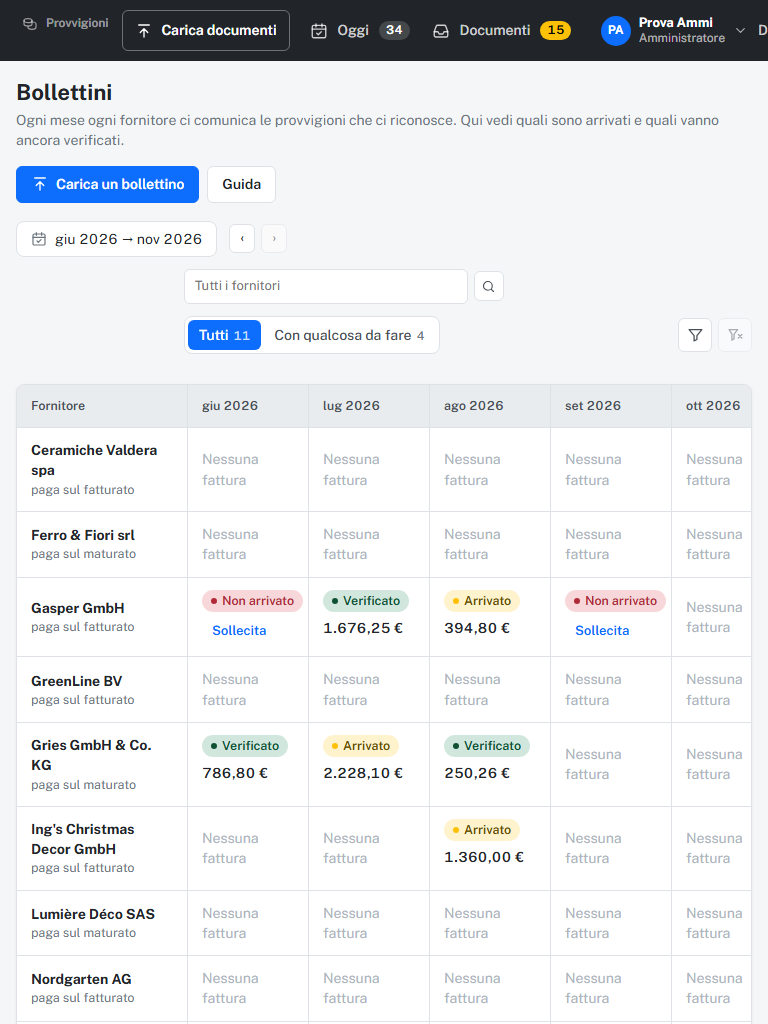 Provvigioni
Carica documenti
Oggi 34
Documenti 15
PA
Prova Ammi
Amministratore
D
Bollettini
Ogni mese ogni fornitore ci comunica le provvigioni che ci riconosce. Qui vedi quali sono arrivati e quali vanno
ancora verificati.
Carica un bollettino
Guida
giu 2026 → nov 2026
‹
›
Tutti i fornitori
Tutti 11
Con qualcosa da fare 4
Fornitore giu 2026 lug 2026 ago 2026 set 2026 ott 2026
Ceramiche Valdera
spa
paga sul fatturato
Nessuna Nessuna Nessuna Nessuna Nessuna
fattura fattura fattura fattura fattura
Ferro & Fiori srl
paga sul maturato
Nessuna Nessuna Nessuna Nessuna Nessuna
fattura fattura fattura fattura fattura
Gasper GmbH
paga sul fatturato
Non arrivato Verificato Arrivato Non arrivato Nessuna
Sollecita 1.676,25 € 394,80 € Sollecita fattura
GreenLine BV
paga sul fatturato
Nessuna Nessuna Nessuna Nessuna Nessuna
fattura fattura fattura fattura fattura
Gries GmbH & Co.
KG
paga sul maturato
Verificato Arrivato Verificato Nessuna Nessuna
786,80 € 2.228,10 € 250,26 € fattura fattura
Ing's Christmas
Decor GmbH
paga sul fatturato
Nessuna Nessuna Arrivato Nessuna Nessuna
fattura fattura 1.360,00 € fattura fattura
Lumière Déco SAS
paga sul maturato
Nessuna Nessuna Nessuna Nessuna Nessuna
fattura fattura fattura fattura fattura
Nordgarten AG
paga sul fatturato
Nessuna Nessuna Nessuna Nessuna Nessuna
fattura fattura fattura fattura fattura